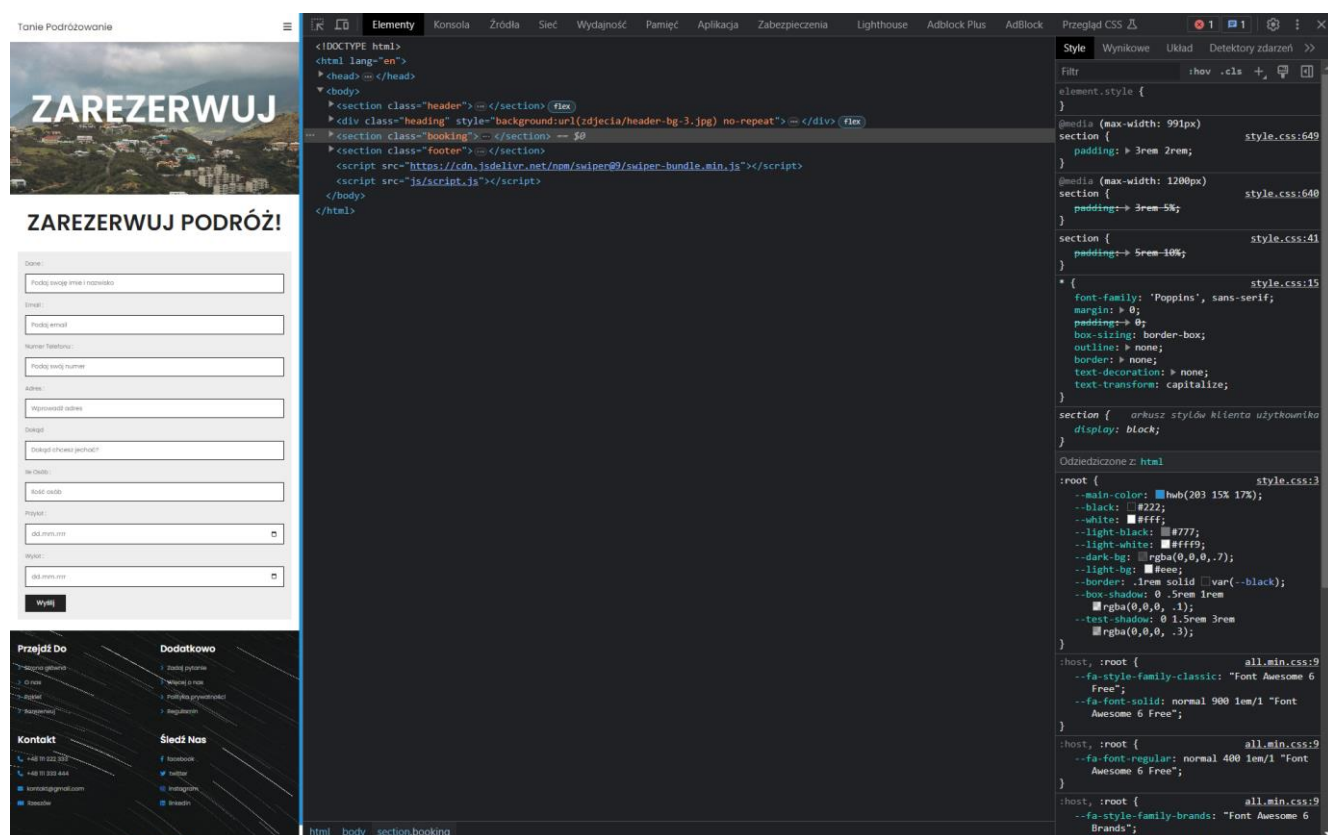 Tanie Podróżowanie
ZAREZERWUJ
ZAREZERWUJ PODRÓŻ!
Dane :
Podaj swoje imie i nazwisko
Email :
Podaj email
Numer Telefonu :
Podaj swój numer
Adres :
Wprowadź adres
Dokąd
Dokąd chcesz jechać?
Ile Osób :
Ilość osób
Przylot :
dd.mm.rrrr
Wylot :
dd.mm.rrrr
Wyślij
Przejdź Do
Strona główna
O nas
Pakiet
Zarezerwuj
Dodatkowo
Zadaj pytanie
Więcej o nas
Polityka prywatności
Regulamin
Kontakt
+48 111 222 333
+48 111 333 444
kontakt@gmail.com
Rzeszów
Śledź Nas
facebook
twitter
instagram
linkedin
Elementy Konsola Źródła Sieć Wydajność Pamięć Aplikacja Zabezpieczenia Lighthouse Adblock Plus AdBlock Przegląd CSS 1 1
<!DOCTYPE html>
<html lang="en">
<head> </head>
<body>
<section class="header"> </section> flex
<div class="heading" style="background:url(zdjecia/header-bg-3.jpg) no-repeat"> </div> flex
<section class="booking"> </section> == $0
<section class="footer"> </section>
<script src="https://cdn.jsdelivr.net/npm/swiper@9/swiper-bundle.min.js"></script>
<script src="js/script.js"></script>
</body>
</html>
html body section.booking
Style Wynikowe Układ Detektory zdarzeń
Filtr :hov .cls
element.style {
}
@media (max-width: 991px)
section { style.css:649
padding: 3rem 2rem;
}
@media (max-width: 1200px)
section { style.css:640
padding: 3rem 5%;
}
section { style.css:41
padding: 5rem 10%;
}
* { style.css:15
font-family: 'Poppins', sans-serif;
margin: 0;
padding: 0;
box-sizing: border-box;
outline: none;
border: none;
text-decoration: none;
text-transform: capitalize;
}
section { arkusz stylów klienta użytkownika
display: block;
}
Odziedziczone z: html
:root { style.css:3
--main-color: hwb(203 15% 17%);
--black: #222;
--white: #fff;
--light-black: #777;
--light-white: #fff9;
--dark-bg: rgba(0,0,0,.7);
--light-bg: #eee;
--border: .1rem solid var(--black);
--box-shadow: 0 .5rem 1rem
rgba(0,0,0, .1);
--test-shadow: 0 1.5rem 3rem
rgba(0,0,0, .3);
}
:host, :root { all.min.css:9
--fa-style-family-classic: "Font Awesome 6
Free";
--fa-font-solid: normal 900 1em/1 "Font
Awesome 6 Free";
}
:host, :root { all.min.css:9
--fa-font-regular: normal 400 1em/1 "Font
Awesome 6 Free";
}
:host, :root { all.min.css:9
--fa-style-family-brands: "Font Awesome 6
Brands";